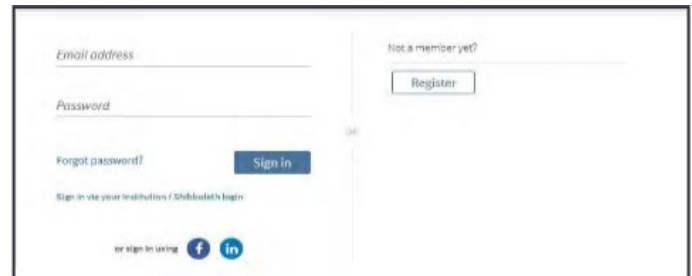 Email address
Password
Forgot password?
Sign in
Sign in via your institution / Shibboleth login
or sign in using
f
in
OR
Not a member yet?
Register